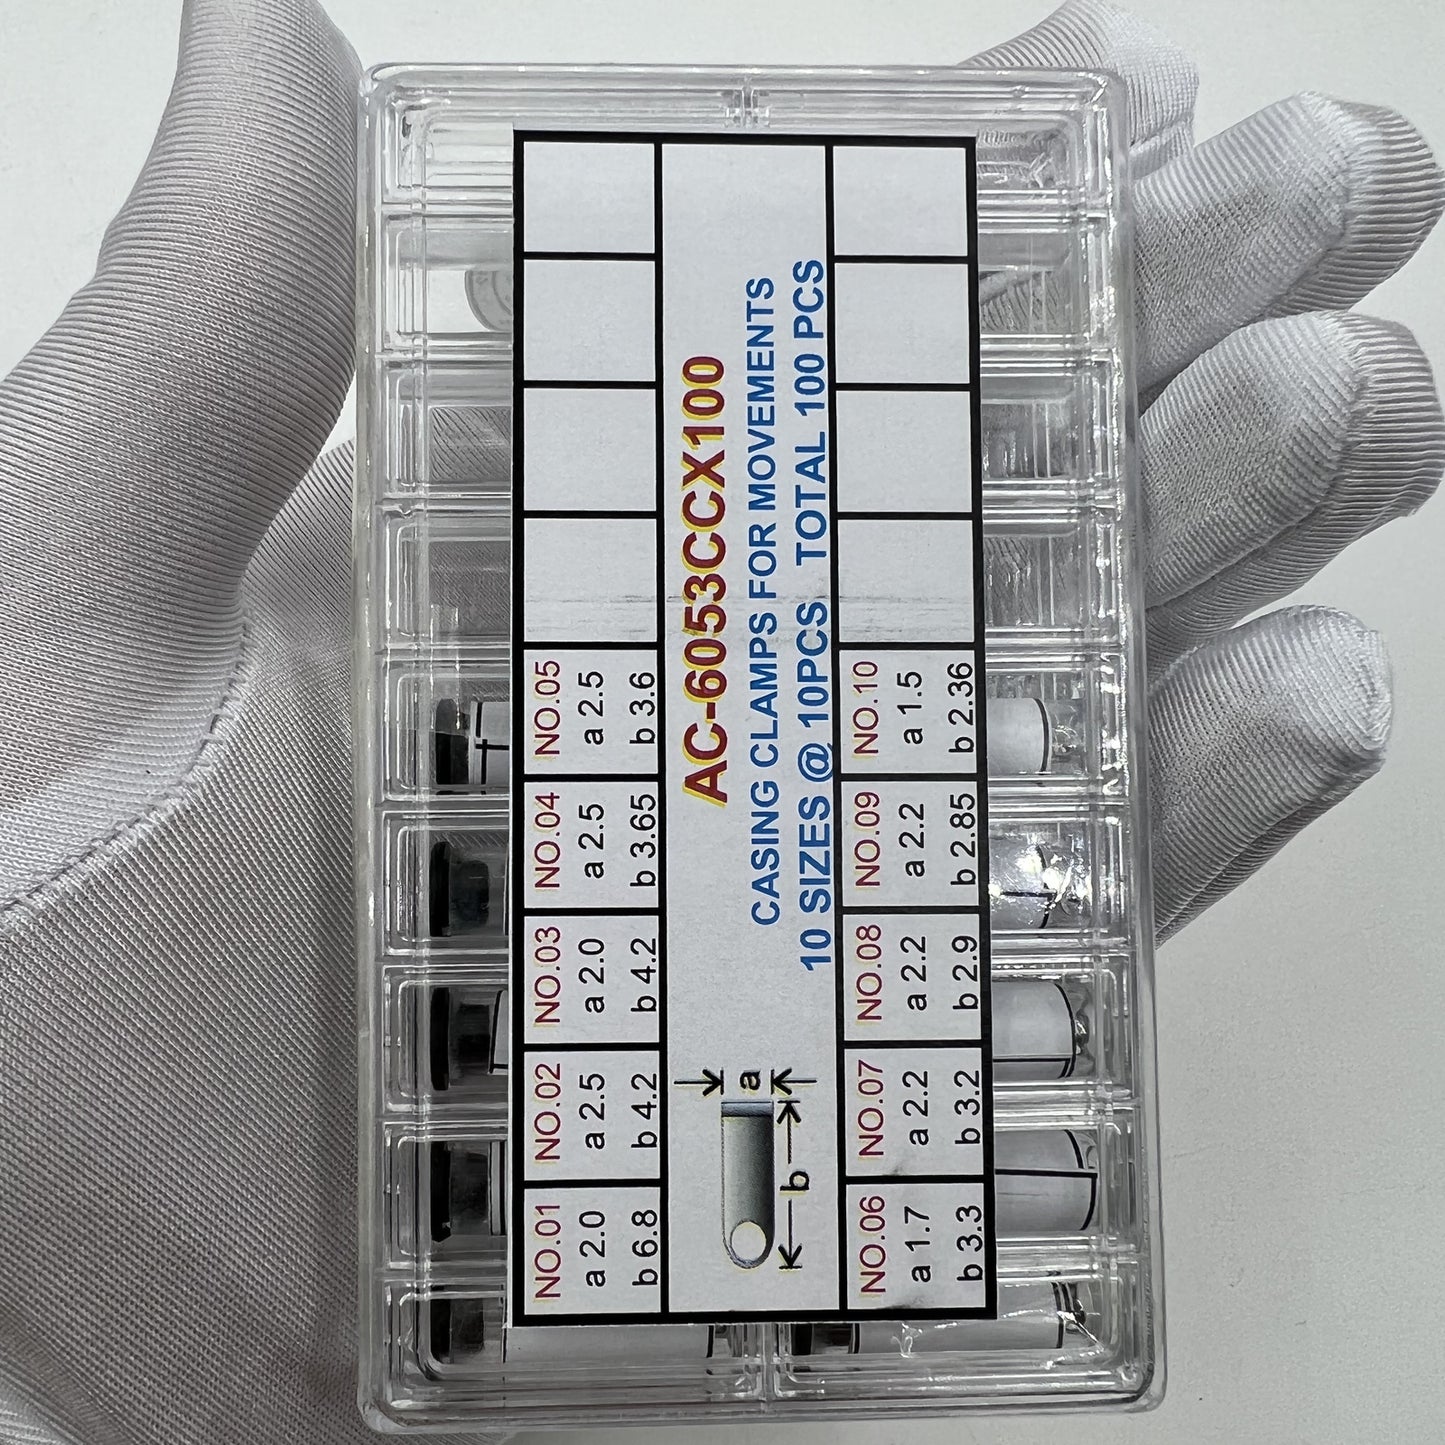 NO.01
a 2.0
b 6.8
NO.02
a 2.5
b 4.2
NO.03
a 2.0
b 4.2
NO.04
a 2.5
b 3.65
NO.05
a 2.5
b 3.6
AC-6053CCX100
CASING CLAMPS FOR MOVEMENTS
10 SIZES @ 10PCS TOTAL 100 PCS
a
b
NO.06
a 1.7
b 3.3
NO.07
a 2.2
b 3.2
NO.08
a 2.2
b 2.9
NO.09
a 2.2
b 2.85
NO.10
a 1.5
b 2.36